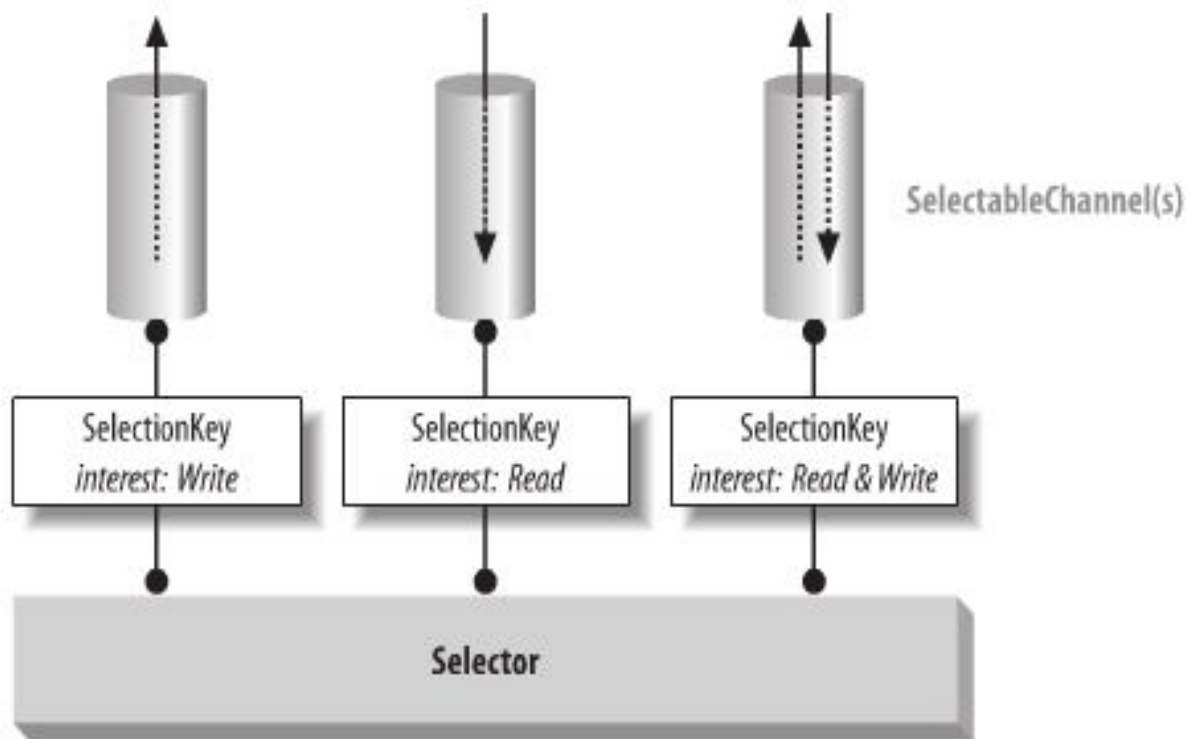 SelectableChannel(s)
SelectionKey
interest: Write
SelectionKey
interest: Read
SelectionKey
interest: Read & Write
Selector